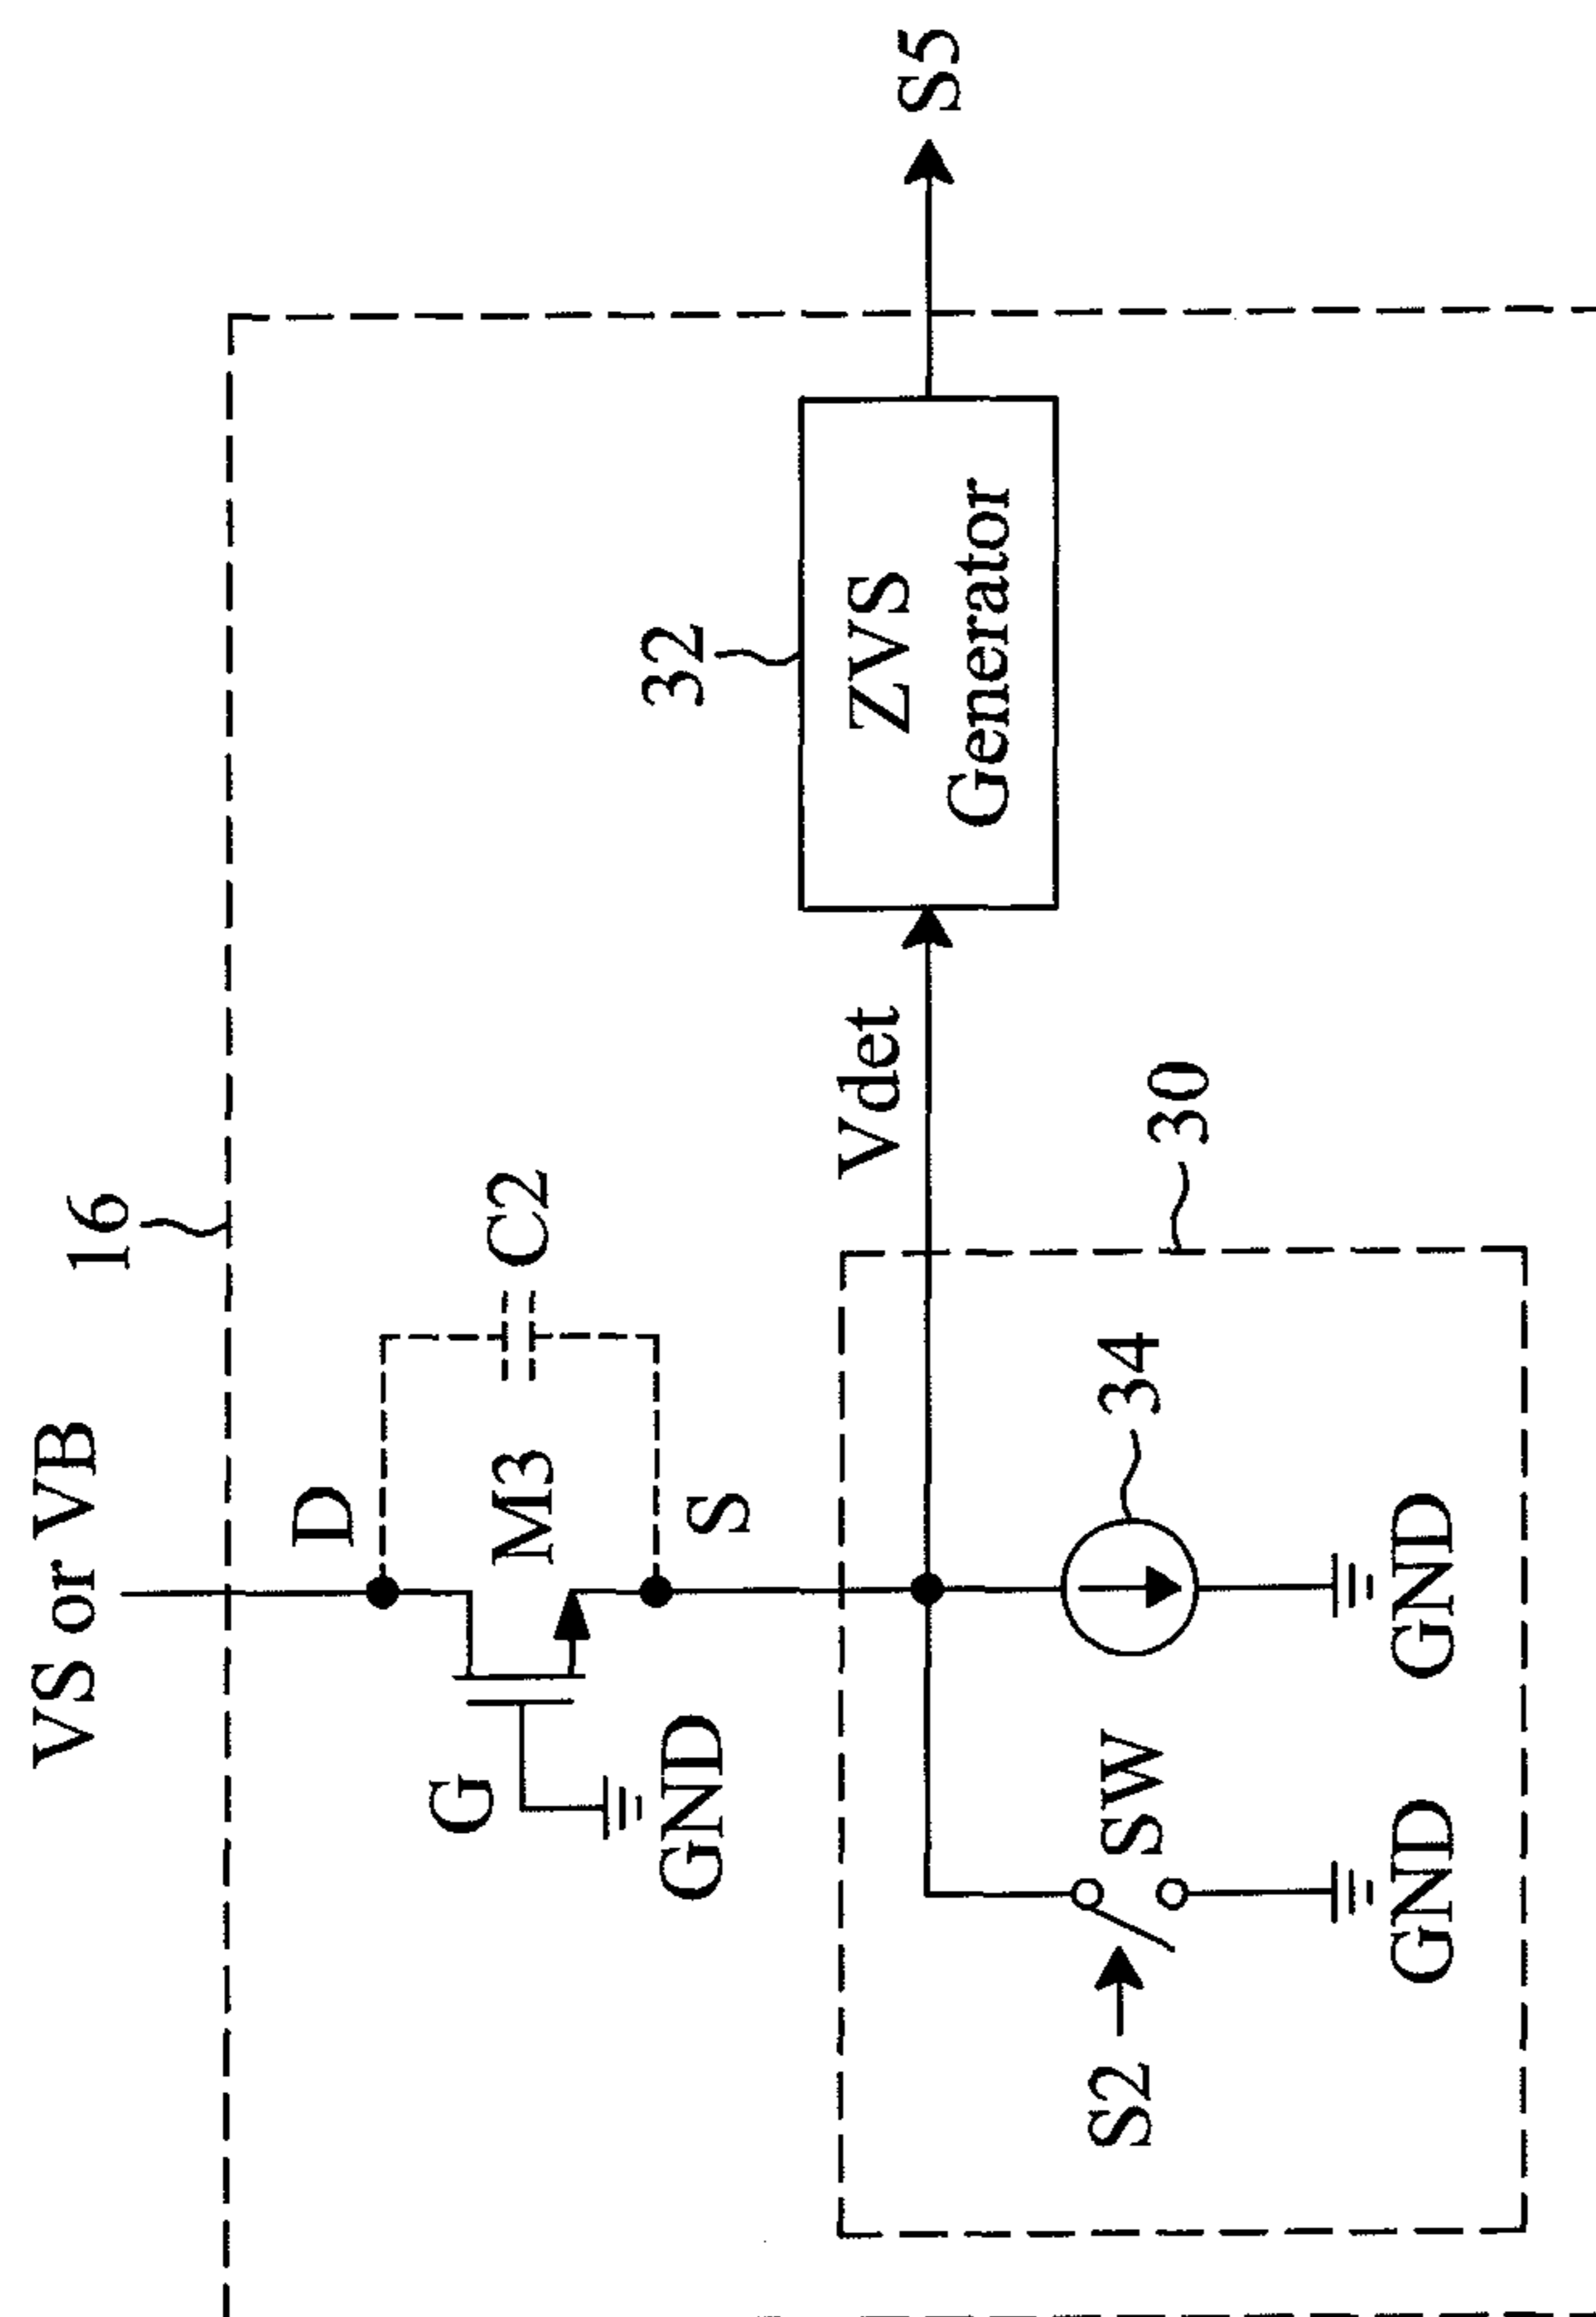 VS or VB
16
D
G
M3
C2
GND
S
32
ZVS
Generator
S5
Vdet
30
S2
SW
34
GND
GND